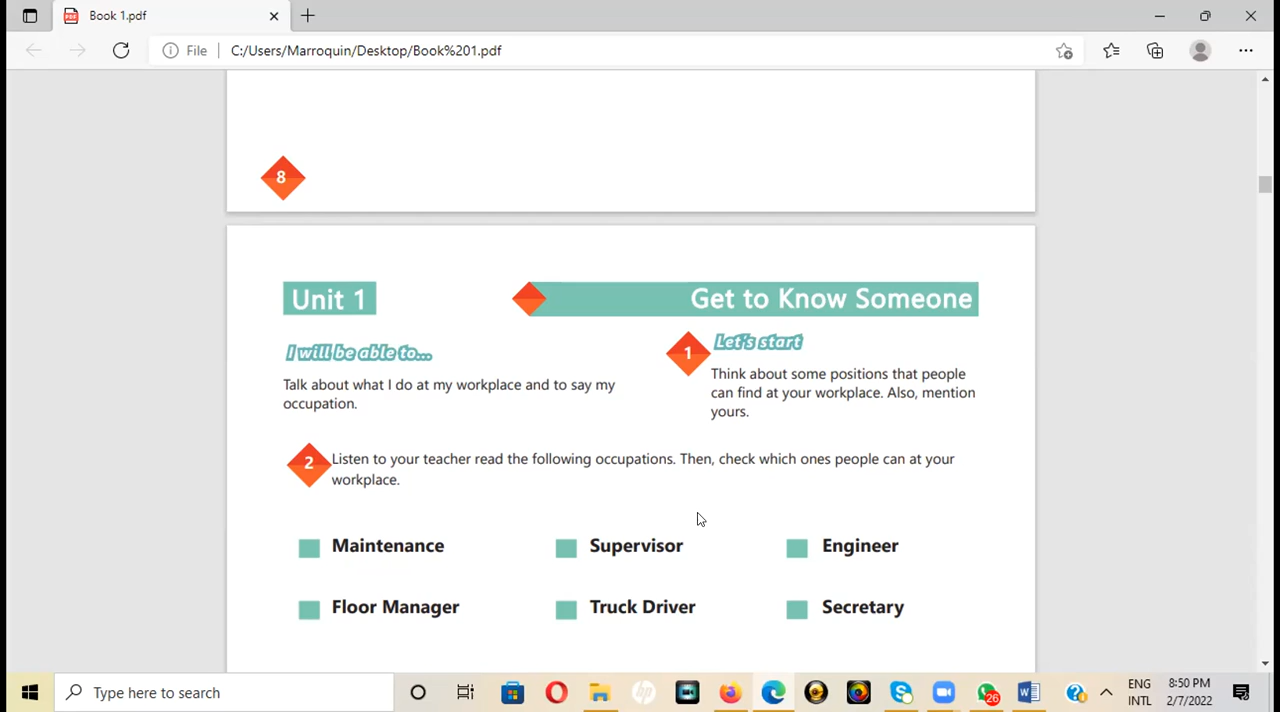 Book 1.pdf
File
C:/Users/Marroquin/Desktop/Book%201.pdf
8
Unit 1
Get to Know Someone
I will be able to...
Talk about what I do at my workplace and to say my
occupation.
1
Let's start
Think about some positions that people
can find at your workplace. Also, mention
yours.
2
Listen to your teacher read the following occupations. Then, check which ones people can at your
workplace.
Maintenance
Supervisor
Engineer
Floor Manager
Truck Driver
Secretary
Type here to search
hp
26
ENG
INTL
8:50 PM
2/7/2022